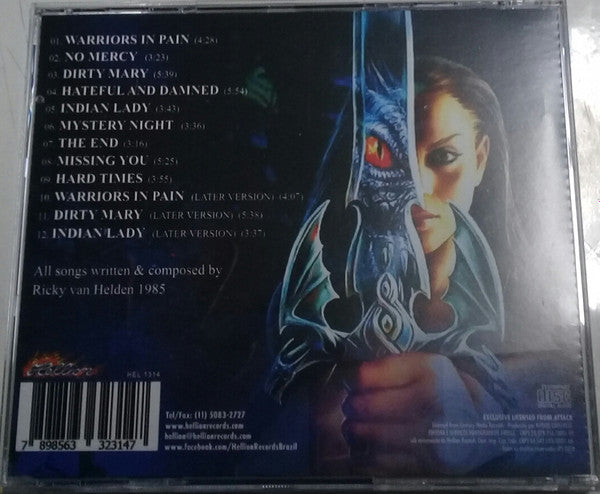 01. WARRIORS IN PAIN (4:28)
02. NO MERCY (3:23)
03. DIRTY MARY (5:39)
04. HATEFUL AND DAMNED (5:54)
05. INDIAN LADY (3:43)
06. MYSTERY NIGHT (3:36)
07. THE END (3:16)
08. MISSING YOU (5:25)
09. HARD TIMES (3:55)
10. WARRIORS IN PAIN (LATER VERSION) (4:07)
11. DIRTY MARY (LATER VERSION) (5:38)
12. INDIAN LADY (LATER VERSION) (3:37)
All songs written & composed by
Ricky van Helden 1985
Hellion
HEL 1314
7 898563 323147
Tel/Fax: (11) 5083-2727
hellion@hellionrecords.com
www.facebook.com/HellionRecordsBrazil
COMPACT
disc
EXCLUSIVE LICENSED FROM ATTACK